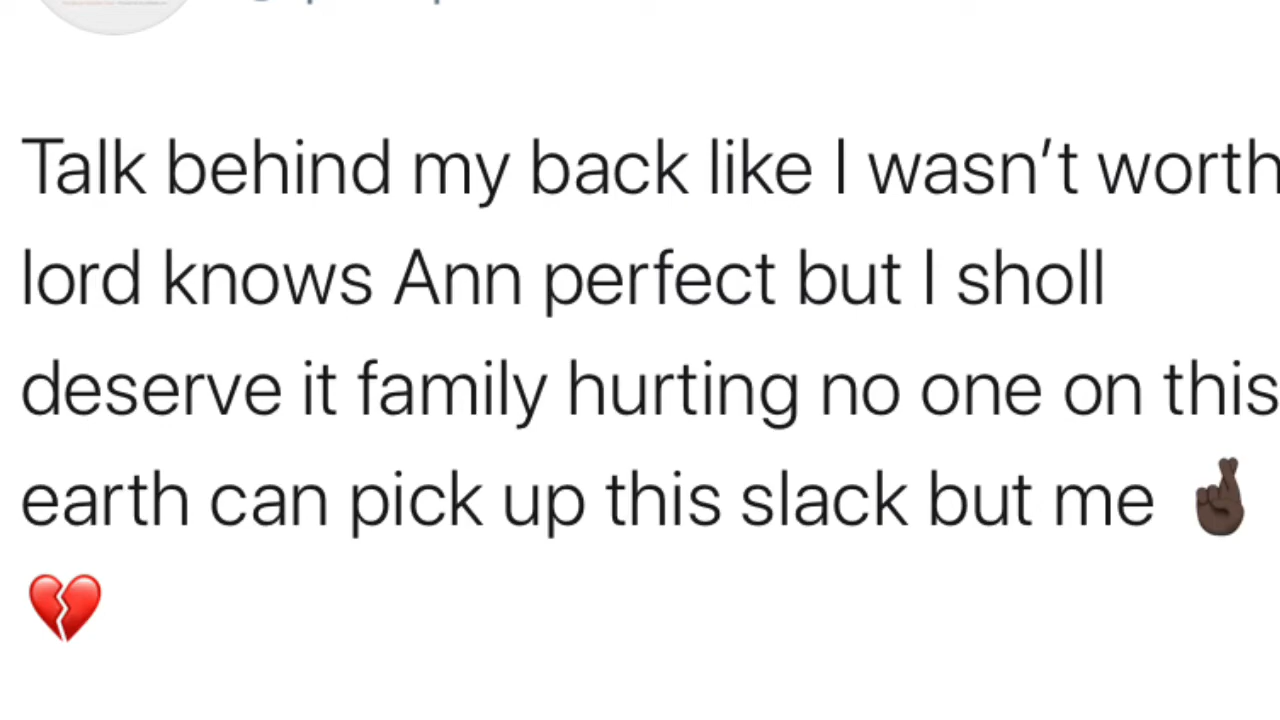 Talk behind my back like I wasn’t worth
lord knows Ann perfect but I sholl
deserve it family hurting no one on this
earth can pick up this slack but me 🤞🏿
💔